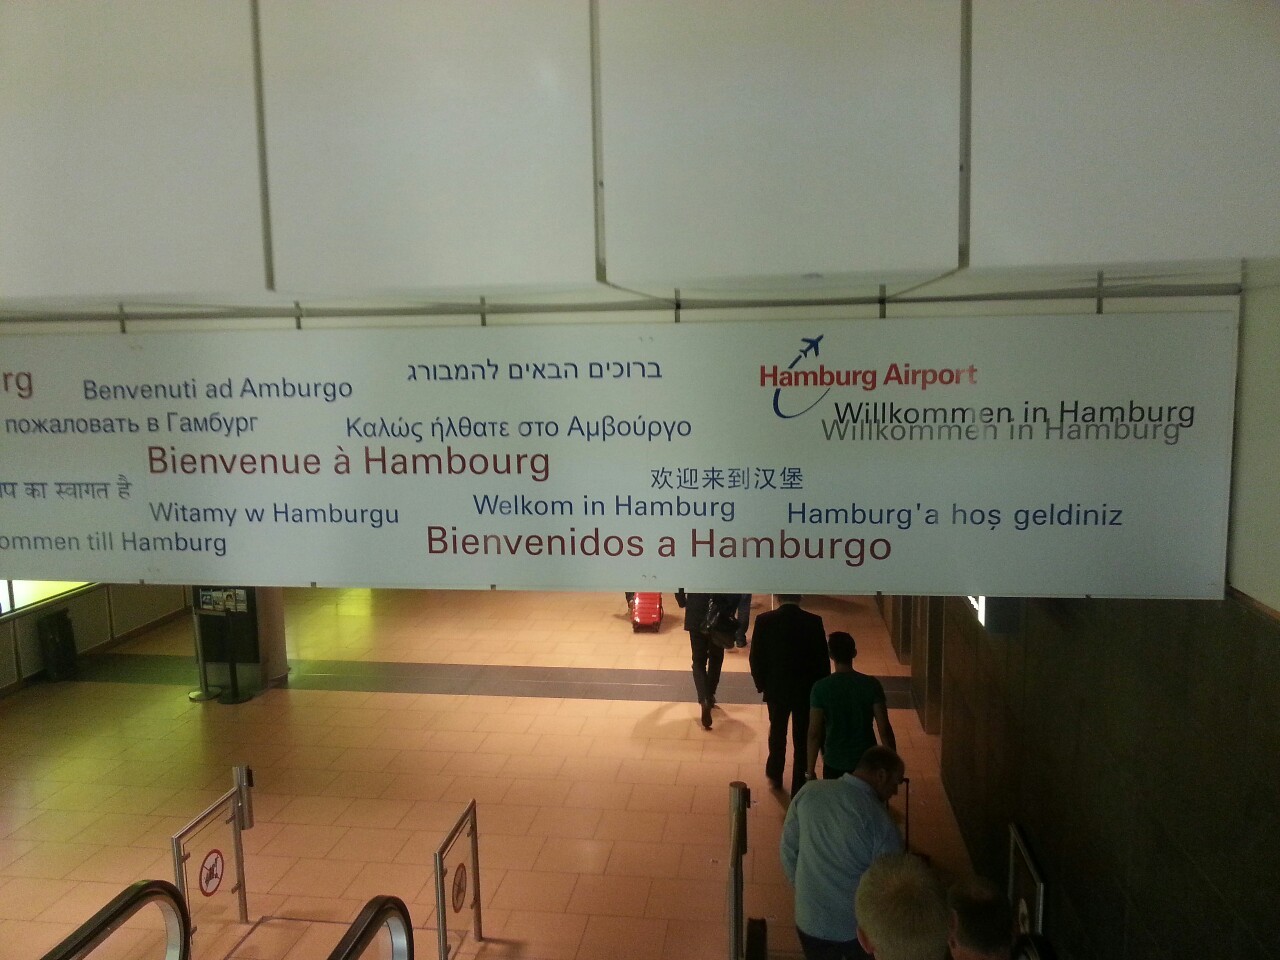 rg
Benvenuti ad Amburgo
ברוכים הבאים להמבורג
Hamburg Airport
Willkommen in Hamburg
Willkommen in Hamburg
пожаловать в Гамбург
Καλώς ήλθατε στο Αμβούργο
Bienvenue à Hambourg
欢迎来到汉堡
का स्वागत है
Witamy w Hamburgu
Welkom in Hamburg
Hamburg'a hoş geldiniz
ommen till Hamburg
Bienvenidos a Hamburgo